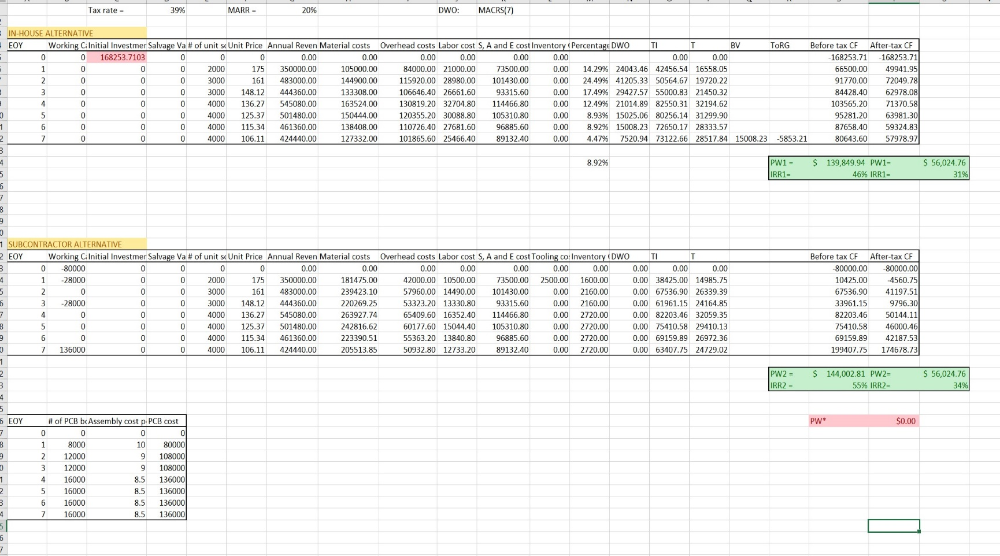 Tax rate = 39% MARR = 20% DWO: MACRS(7)
IN-HOUSE ALTERNATIVE
EOY Working Ca Initial Investmer Salvage Va # of unit so Unit Price Annual Reven Material costs Overhead costs Labor cost S, A and E cost Inventory ( Percentage DWO TI T BV ToRG Before tax CF After-tax CF
0 0 168253.7103 0 0 0 0.00 0.00 0.00 0.00 0.00 0.00 0.00 0.00 -168253.71 -168253.71
1 0 0 0 2000 175 350000.00 105000.00 84000.00 21000.00 73500.00 0.00 14.29% 24043.46 42456.54 16558.05 66500.00 49941.95
2 0 0 0 3000 161 483000.00 144900.00 115920.00 28980.00 101430.00 0.00 24.49% 41205.33 50564.67 19720.22 91770.00 72049.78
3 0 0 0 3000 148.12 444360.00 133308.00 106646.40 26661.60 93315.60 0.00 17.49% 29427.57 55000.83 21450.32 84428.40 62978.08
4 0 0 0 4000 136.27 545080.00 163524.00 130819.20 32704.80 114466.80 0.00 12.49% 21014.89 82550.31 32194.62 103565.20 71370.58
5 0 0 0 4000 125.37 501480.00 150444.00 120355.20 30088.80 105310.80 0.00 8.93% 15025.06 80256.14 31299.90 95281.20 63981.30
6 0 0 0 4000 115.34 461360.00 138408.00 110726.40 27681.60 96885.60 0.00 8.92% 15008.23 72650.17 28333.57 87658.40 59324.83
7 0 0 0 4000 106.11 424440.00 127332.00 101865.60 25466.40 89132.40 0.00 4.47% 7520.94 73122.66 28517.84 15008.23 -5853.21 80643.60 57978.97
8.92% PW1 = $ 139,849.94 PW1= $ 56,024.76
IRR1= 46% IRR1= 31%
SUBCONTRACTOR ALTERNATIVE
EOY Working Ca Initial Investmer Salvage Va # of unit so Unit Price Annual Reven Material costs Overhead costs Labor cost S, A and E cost Tooling co: Inventory ( DWO TI T Before tax CF After-tax CF
0 -80000 0 0 0 0 0.00 0.00 0.00 0.00 0.00 0.00 0.00 0.00 0.00 0.00 -80000.00 -80000.00
1 -28000 0 0 2000 175 350000.00 181475.00 42000.00 10500.00 73500.00 2500.00 1600.00 0.00 38425.00 14985.75 10425.00 -4560.75
2 0 0 0 3000 161 483000.00 239423.10 57960.00 14490.00 101430.00 0.00 2160.00 0.00 67536.90 26339.39 67536.90 41197.51
3 -28000 0 0 3000 148.12 444360.00 220269.25 53323.20 13330.80 93315.60 0.00 2160.00 0.00 61961.15 24164.85 33961.15 9796.30
4 0 0 0 4000 136.27 545080.00 263927.74 65409.60 16352.40 114466.80 0.00 2720.00 0.00 82203.46 32059.35 82203.46 50144.11
5 0 0 0 4000 125.37 501480.00 242816.62 60177.60 15044.40 105310.80 0.00 2720.00 0.00 75410.58 29410.13 75410.58 46000.46
6 0 0 0 4000 115.34 461360.00 223390.51 55363.20 13840.80 96885.60 0.00 2720.00 0.00 69159.89 26972.36 69159.89 42187.53
7 136000 0 0 4000 106.11 424440.00 205513.85 50932.80 12733.20 89132.40 0.00 2720.00 0.00 63407.75 24729.02 199407.75 174678.73
PW2 = $ 144,002.81 PW2= $ 56,024.76
IRR2 = 55% IRR2= 34%
EOY # of PCB bo Assembly cost p PCB cost PW* $0.00
0 0 0 0
1 8000 10 80000
2 12000 9 108000
3 12000 9 108000
4 16000 8.5 136000
5 16000 8.5 136000
6 16000 8.5 136000
7 16000 8.5 136000